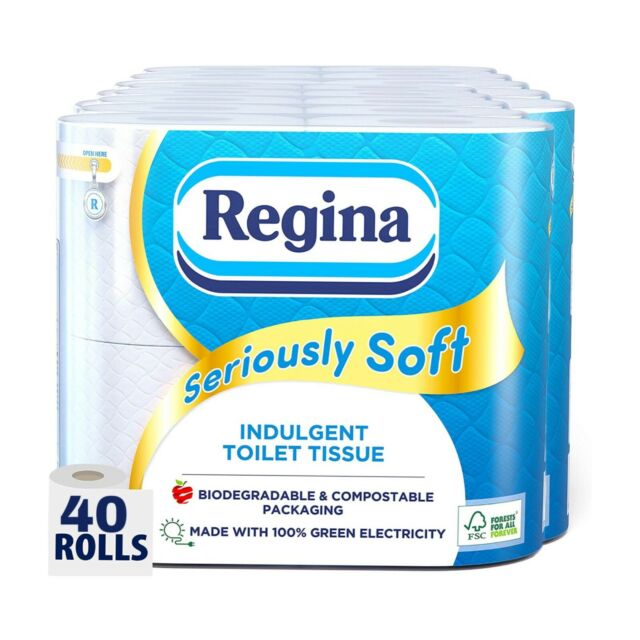 OPEN HERE
R
Regina
Seriously Soft
INDULGENT
TOILET TISSUE
BIODEGRADABLE & COMPOSTABLE
PACKAGING
MADE WITH 100% GREEN ELECTRICITY
FSC
FORESTS
FOR ALL
FOREVER
40
ROLLS